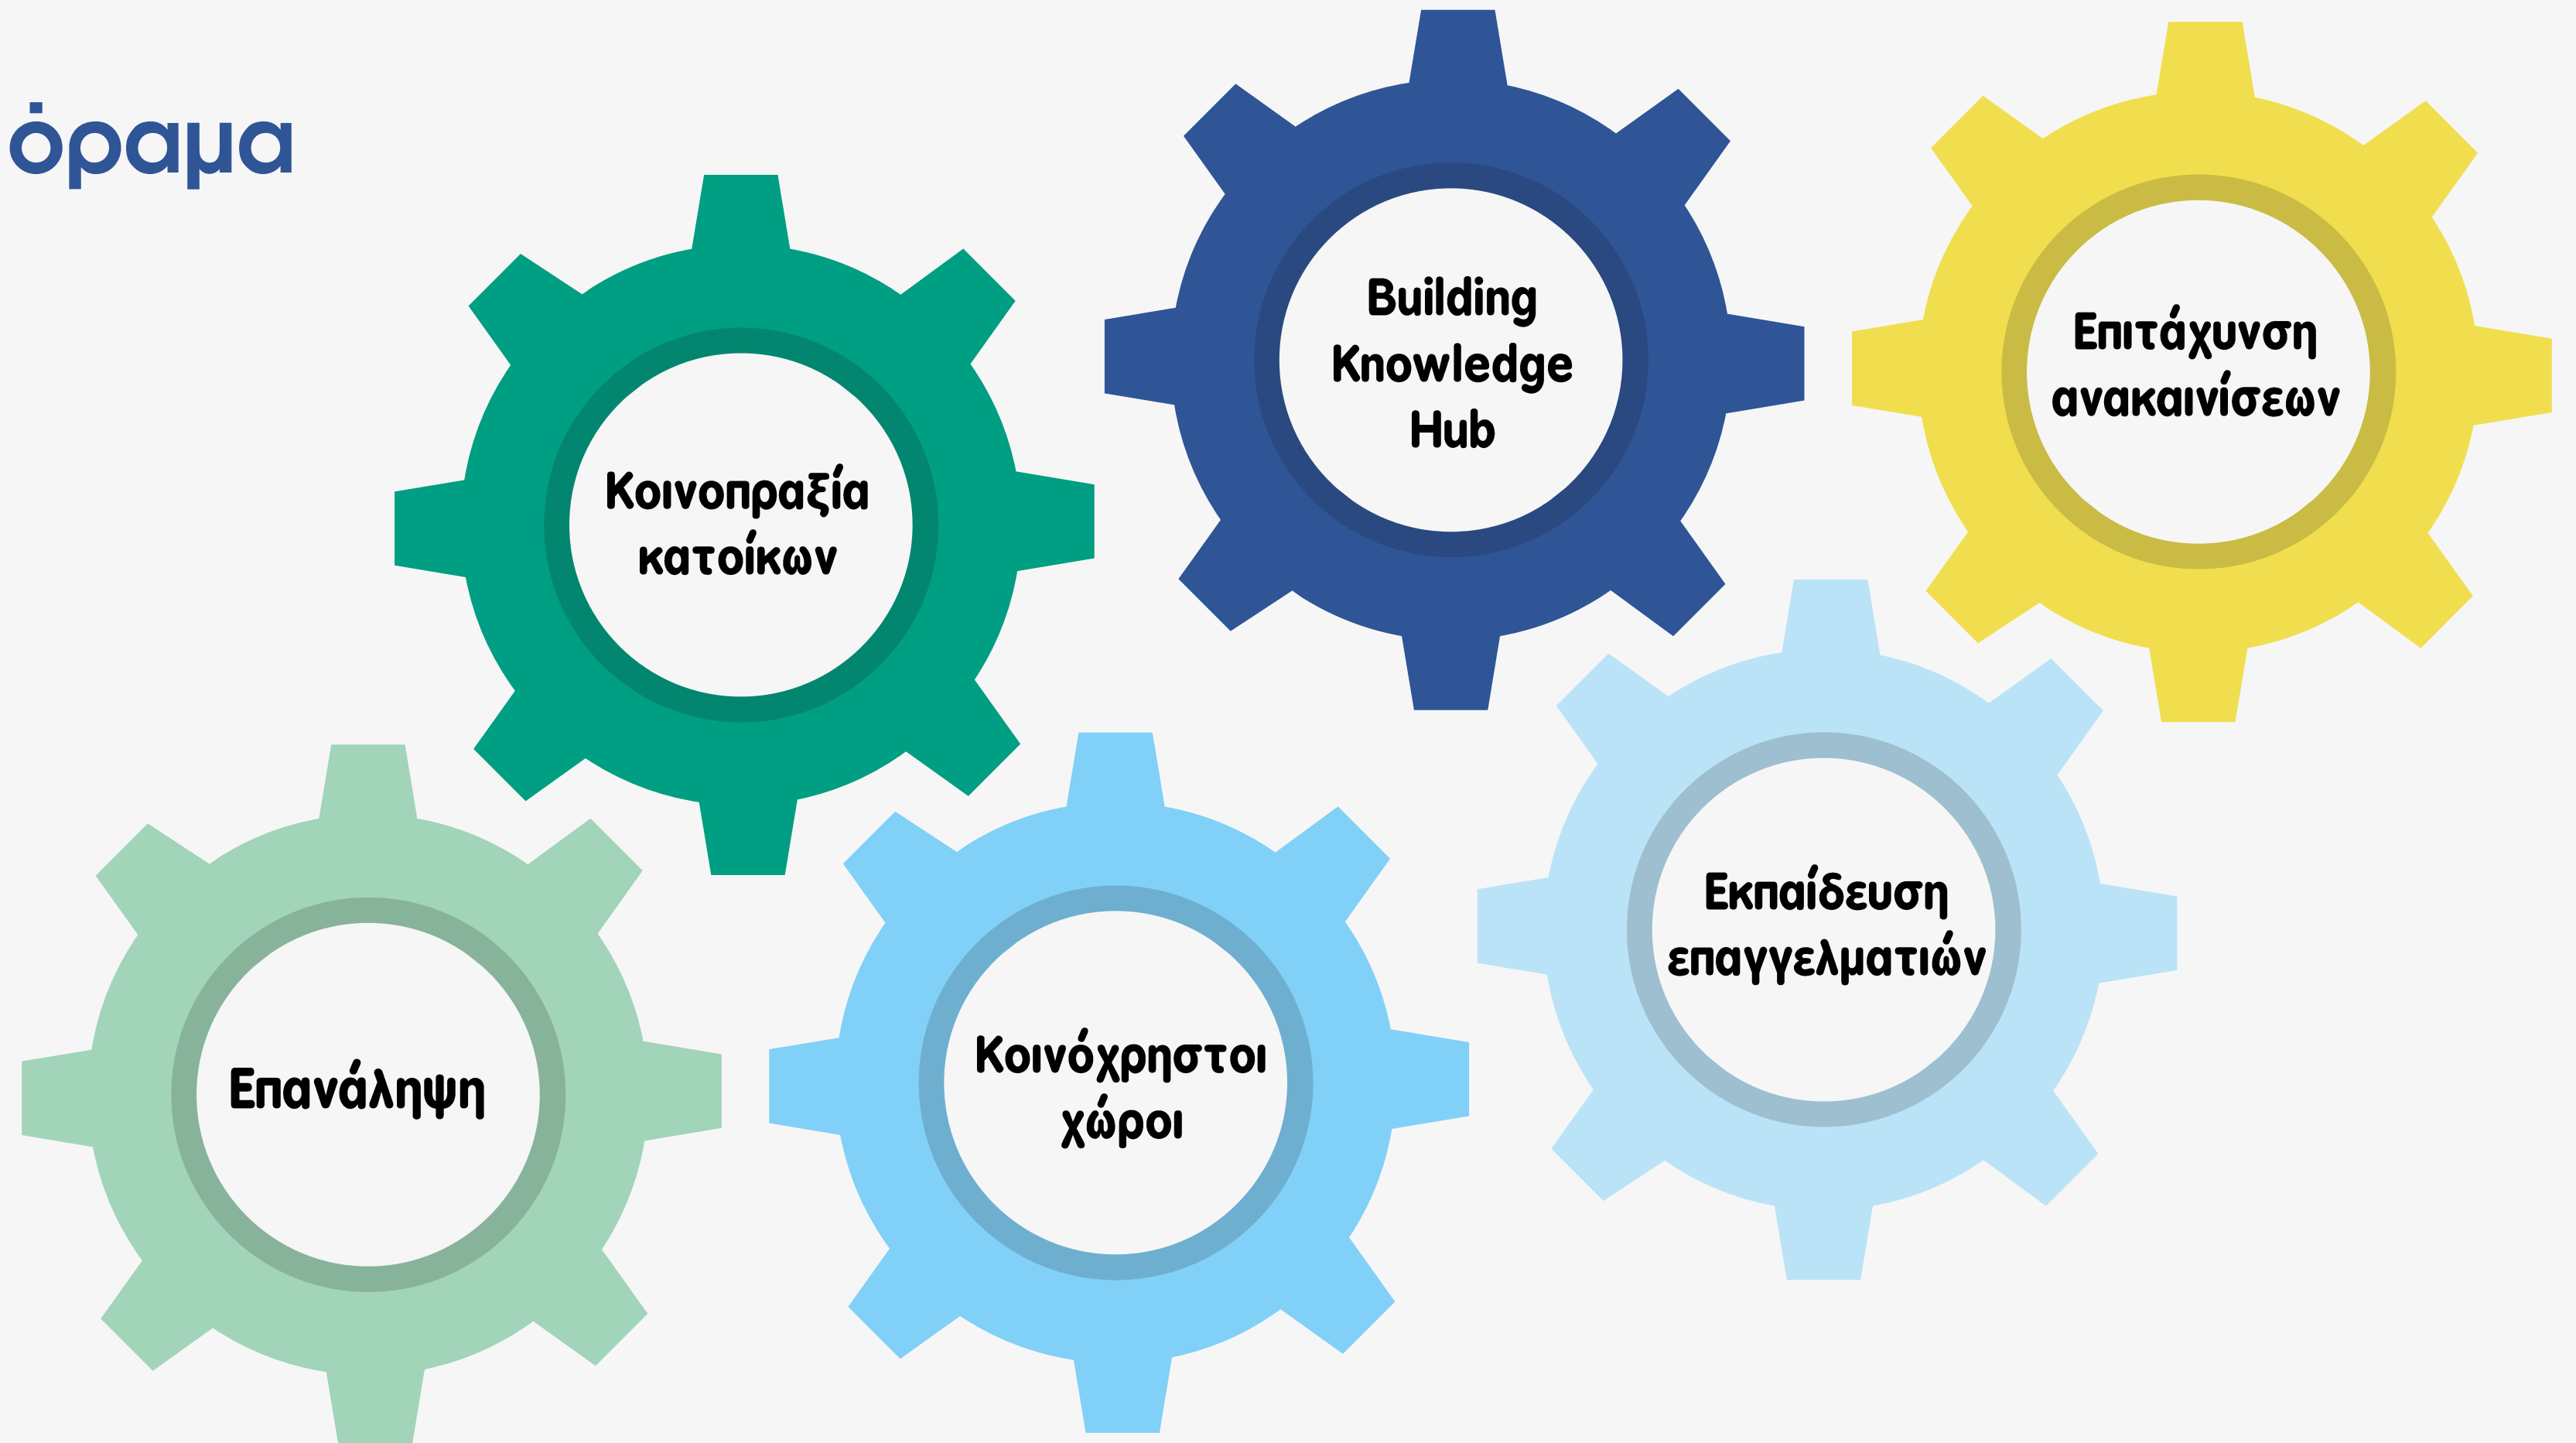 όραμα
Building
Knowledge
Hub
Επιτάχυνση
ανακαινίσεων
Κοινοπραξία
κατοίκων
Εκπαίδευση
επαγγελματιών
Κοινόχρηστοι
χώροι
Επανάληψη